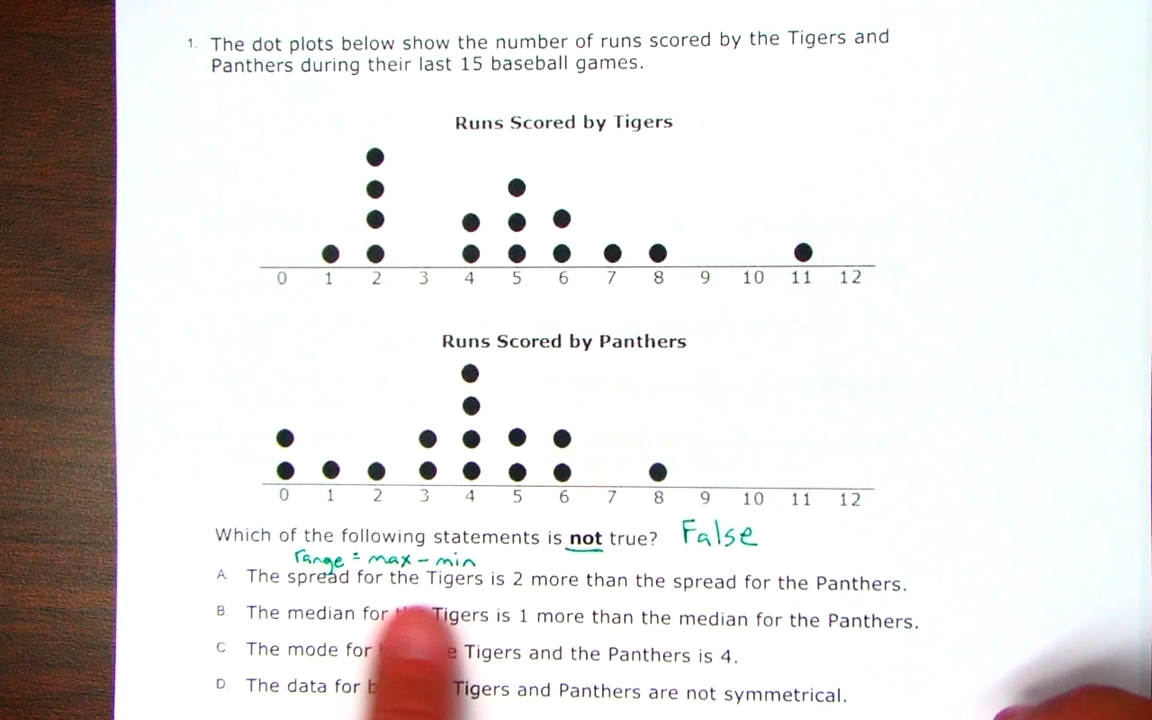 1. The dot plots below show the number of runs scored by the Tigers and
Panthers during their last 15 baseball games.
Runs Scored by Tigers
0 1 2 3 4 5 6 7 8 9 10 11 12
Runs Scored by Panthers
0 1 2 3 4 5 6 7 8 9 10 11 12
Which of the following statements is not true? False
range = max - min
A. The spread for the Tigers is 2 more than the spread for the Panthers.
B. The median for Tigers is 1 more than the median for the Panthers.
C. The mode for Tigers and the Panthers is 4.
D. The data for Tigers and Panthers are not symmetrical.